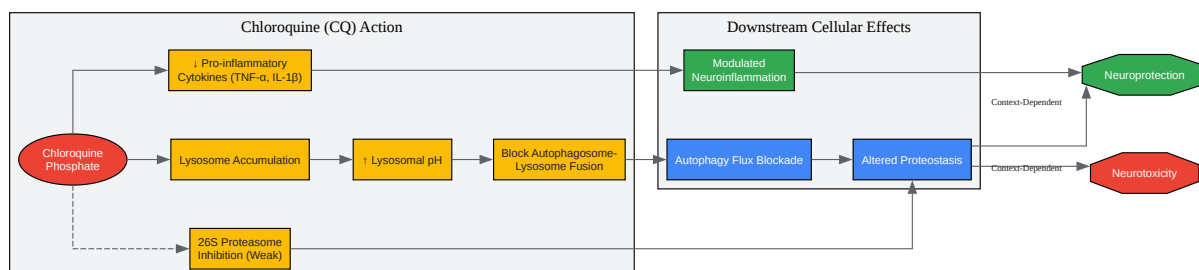 Chloroquine (CQ) Action
Downstream Cellular Effects
↓ Pro-inflammatory
Cytokines (TNF-α, IL-1β)
Modulated
Neuroinflammation
Neuroprotection
Context-Dependent
Chloroquine
Phosphate
Lysosome Accumulation
↑ Lysosomal pH
Block Autophagosome-
Lysosome Fusion
Autophagy Flux Blockade
Altered Proteostasis
Context-Dependent
Neurotoxicity
26S Proteasome
Inhibition (Weak)